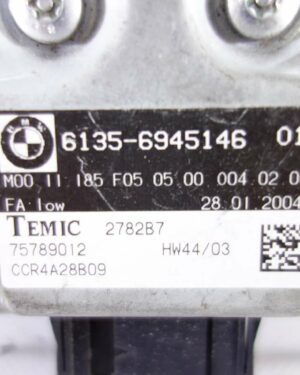 BMW
6135-6945146 01
M00 11 185 F05 05 00 004 02 0
FA low 28.01.2004
TEMIC 2782B7
75789012 HW44/03
CCR4A28B09